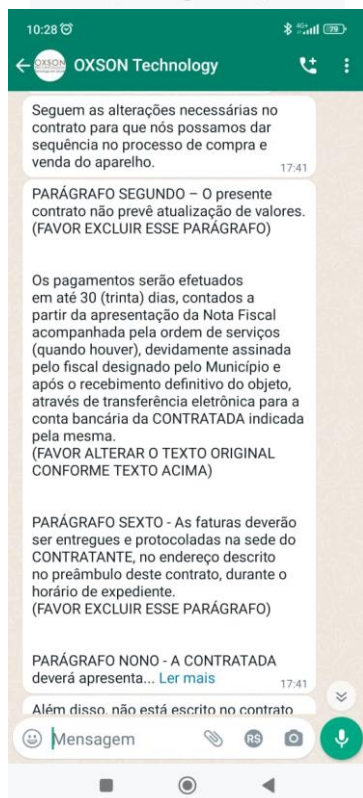 10:28
4G+
79
OXSON
OXSON Technology
Seguem as alterações necessárias no
contrato para que nós possamos dar
sequência no processo de compra e
venda do aparelho.
17:41
PARÁGRAFO SEGUNDO – O presente
contrato não prevê atualização de valores.
(FAVOR EXCLUIR ESSE PARÁGRAFO)
Os pagamentos serão efetuados
em até 30 (trinta) dias, contados a
partir da apresentação da Nota Fiscal
acompanhada pela ordem de serviços
(quando houver), devidamente assinada
pelo fiscal designado pelo Município e
após o recebimento definitivo do objeto,
através de transferência eletrônica para a
conta bancária da CONTRATADA indicada
pela mesma.
(FAVOR ALTERAR O TEXTO ORIGINAL
CONFORME TEXTO ACIMA)
PARÁGRAFO SEXTO - As faturas deverão
ser entregues e protocoladas na sede do
CONTRATANTE, no endereço descrito
no preâmbulo deste contrato, durante o
horário de expediente.
(FAVOR EXCLUIR ESSE PARÁGRAFO)
PARÁGRAFO NONO - A CONTRATADA
deverá apresenta... Ler mais
17:41
Além disso, não está escrito no contrato
Mensagem
R$